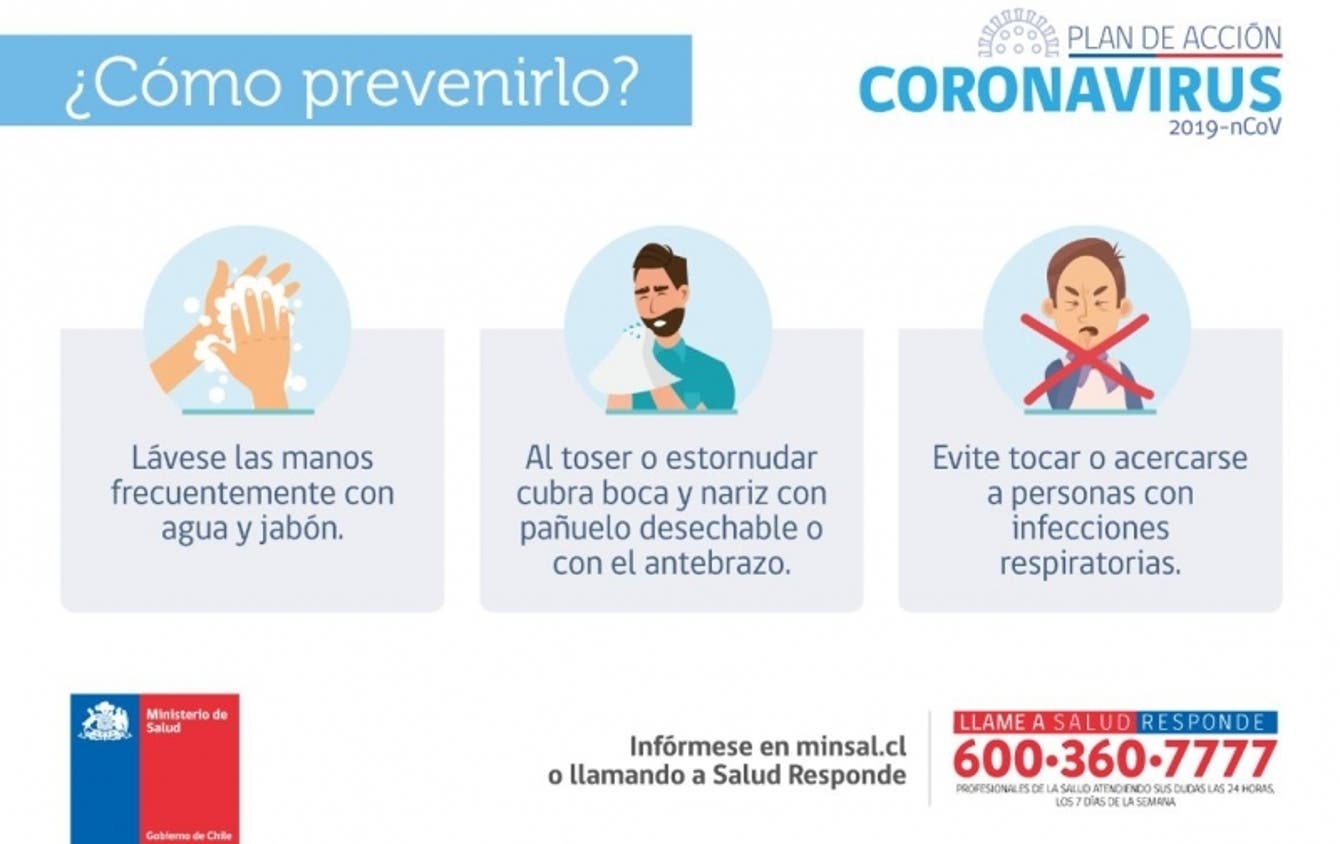 ¿Cómo prevenirlo?
PLAN DE ACCIÓN
CORONAVIRUS
2019-nCoV
Lávese las manos
frecuentemente con
agua y jabón.
Al toser o estornudar
cubra boca y nariz con
pañuelo desechable o
con el antebrazo.
Evite tocar o acercarse
a personas con
infecciones
respiratorias.
Ministerio de
Salud
Gobierno de Chile
Infórmese en minsal.cl
o llamando a Salud Responde
LLAME A SALUD RESPONDE
600·360·7777
PROFESIONALES DE LA SALUD ATENDIENDO SUS DUDAS LAS 24 HORAS,
LOS 7 DÍAS DE LA SEMANA